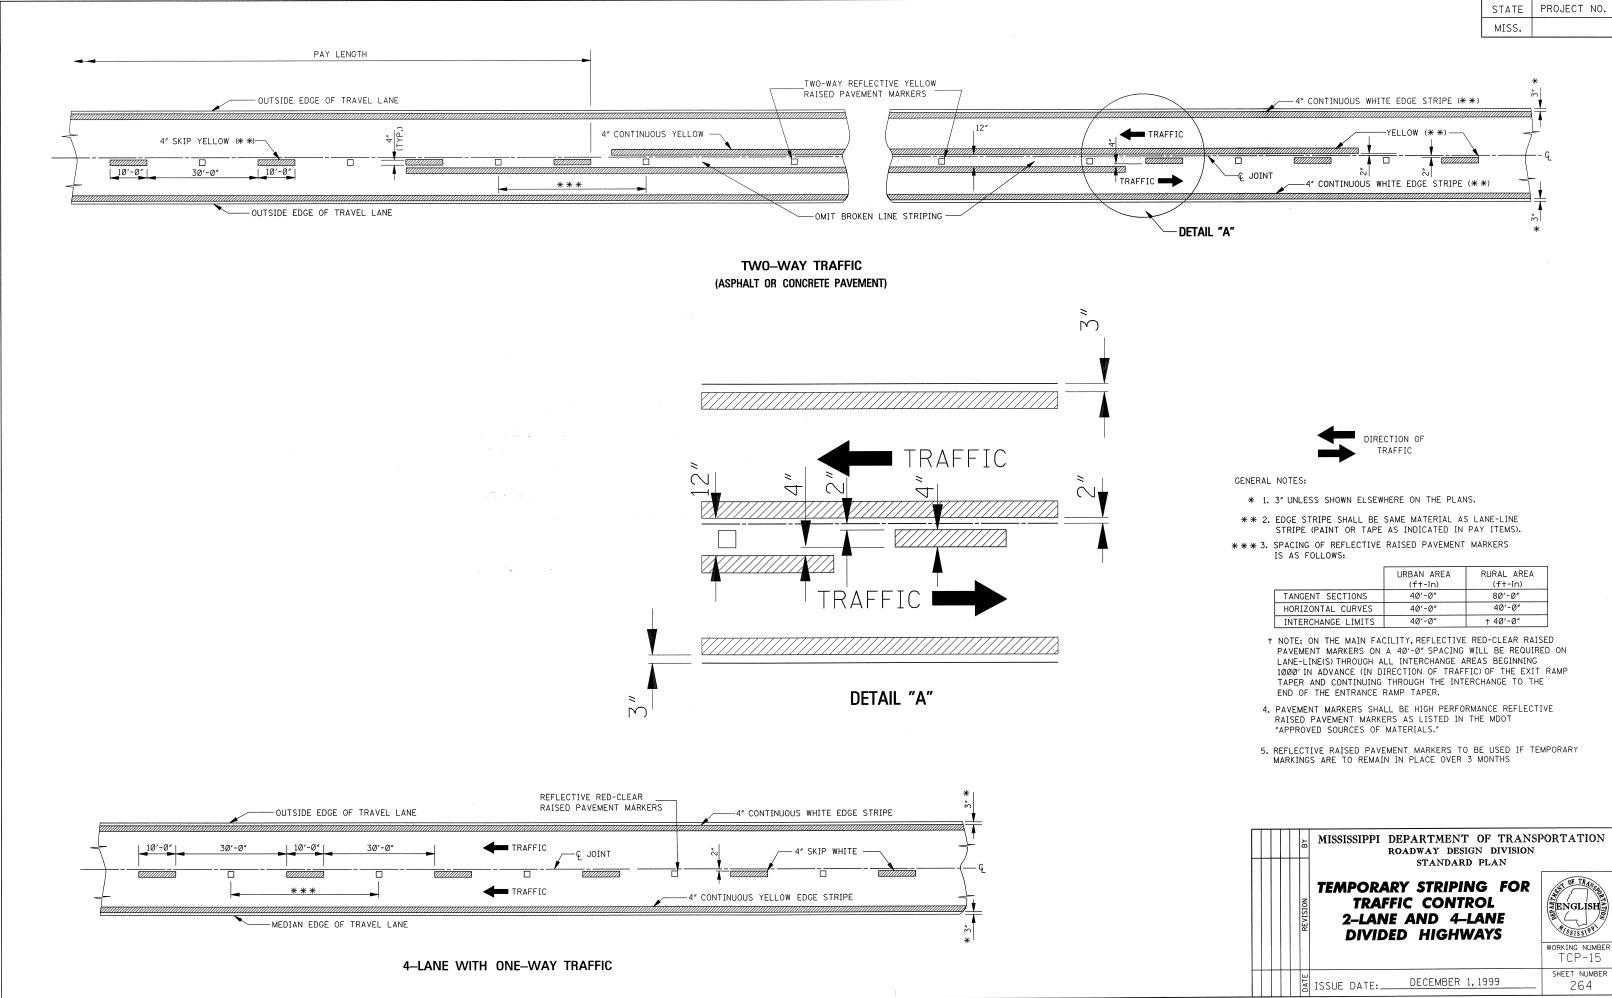 STATE PROJECT NO.
MISS.
PAY LENGTH
TWO-WAY REFLECTIVE YELLOW
RAISED PAVEMENT MARKERS
OUTSIDE EDGE OF TRAVEL LANE
4" CONTINUOUS WHITE EDGE STRIPE (**)
* 3"
4" SKIP YELLOW (**)
4" (TYP.)
4" CONTINUOUS YELLOW
12"
4"
TRAFFIC
YELLOW (**)
℄
10'-0" 30'-0" 10'-0"
***
TRAFFIC
℄ JOINT
2"
2"
4" CONTINUOUS WHITE EDGE STRIPE (**)
OUTSIDE EDGE OF TRAVEL LANE
OMIT BROKEN LINE STRIPING
* 3"
DETAIL "A"
TWO-WAY TRAFFIC
(ASPHALT OR CONCRETE PAVEMENT)
3"
TRAFFIC
12" 4" 2" 4" 2"
TRAFFIC
3"
DETAIL "A"
DIRECTION OF
TRAFFIC
GENERAL NOTES:
* 1. 3" UNLESS SHOWN ELSEWHERE ON THE PLANS.
** 2. EDGE STRIPE SHALL BE SAME MATERIAL AS LANE-LINE
STRIPE (PAINT OR TAPE AS INDICATED IN PAY ITEMS).
*** 3. SPACING OF REFLECTIVE RAISED PAVEMENT MARKERS
IS AS FOLLOWS:
URBAN AREA (ft-in) RURAL AREA (ft-in)
TANGENT SECTIONS 40'-0" 80'-0"
HORIZONTAL CURVES 40'-0" 40'-0"
INTERCHANGE LIMITS 40'-0" † 40'-0"
† NOTE: ON THE MAIN FACILITY, REFLECTIVE RED-CLEAR RAISED
PAVEMENT MARKERS ON A 40'-0" SPACING WILL BE REQUIRED ON
LANE-LINE(S) THROUGH ALL INTERCHANGE AREAS BEGINNING
1000' IN ADVANCE (IN DIRECTION OF TRAFFIC) OF THE EXIT RAMP
TAPER AND CONTINUING THROUGH THE INTERCHANGE TO THE
END OF THE ENTRANCE RAMP TAPER.
4. PAVEMENT MARKERS SHALL BE HIGH PERFORMANCE REFLECTIVE
RAISED PAVEMENT MARKERS AS LISTED IN THE MDOT
"APPROVED SOURCES OF MATERIALS."
5. REFLECTIVE RAISED PAVEMENT MARKERS TO BE USED IF TEMPORARY
MARKINGS ARE TO REMAIN IN PLACE OVER 3 MONTHS
REFLECTIVE RED-CLEAR
RAISED PAVEMENT MARKERS
OUTSIDE EDGE OF TRAVEL LANE
4" CONTINUOUS WHITE EDGE STRIPE
3" *
10'-0" 30'-0" 10'-0" 30'-0"
TRAFFIC
℄ JOINT
2"
4" SKIP WHITE
℄
***
TRAFFIC
4" CONTINUOUS YELLOW EDGE STRIPE
MEDIAN EDGE OF TRAVEL LANE
* 3"
4-LANE WITH ONE-WAY TRAFFIC
BY
REVISION
DATE
MISSISSIPPI DEPARTMENT OF TRANSPORTATION
ROADWAY DESIGN DIVISION
STANDARD PLAN
TEMPORARY STRIPING FOR
TRAFFIC CONTROL
2-LANE AND 4-LANE
DIVIDED HIGHWAYS
DEPARTMENT OF TRANSPORTATION
ENGLISH
MISSISSIPPI
WORKING NUMBER
TCP-15
ISSUE DATE: DECEMBER 1, 1999
SHEET NUMBER
264